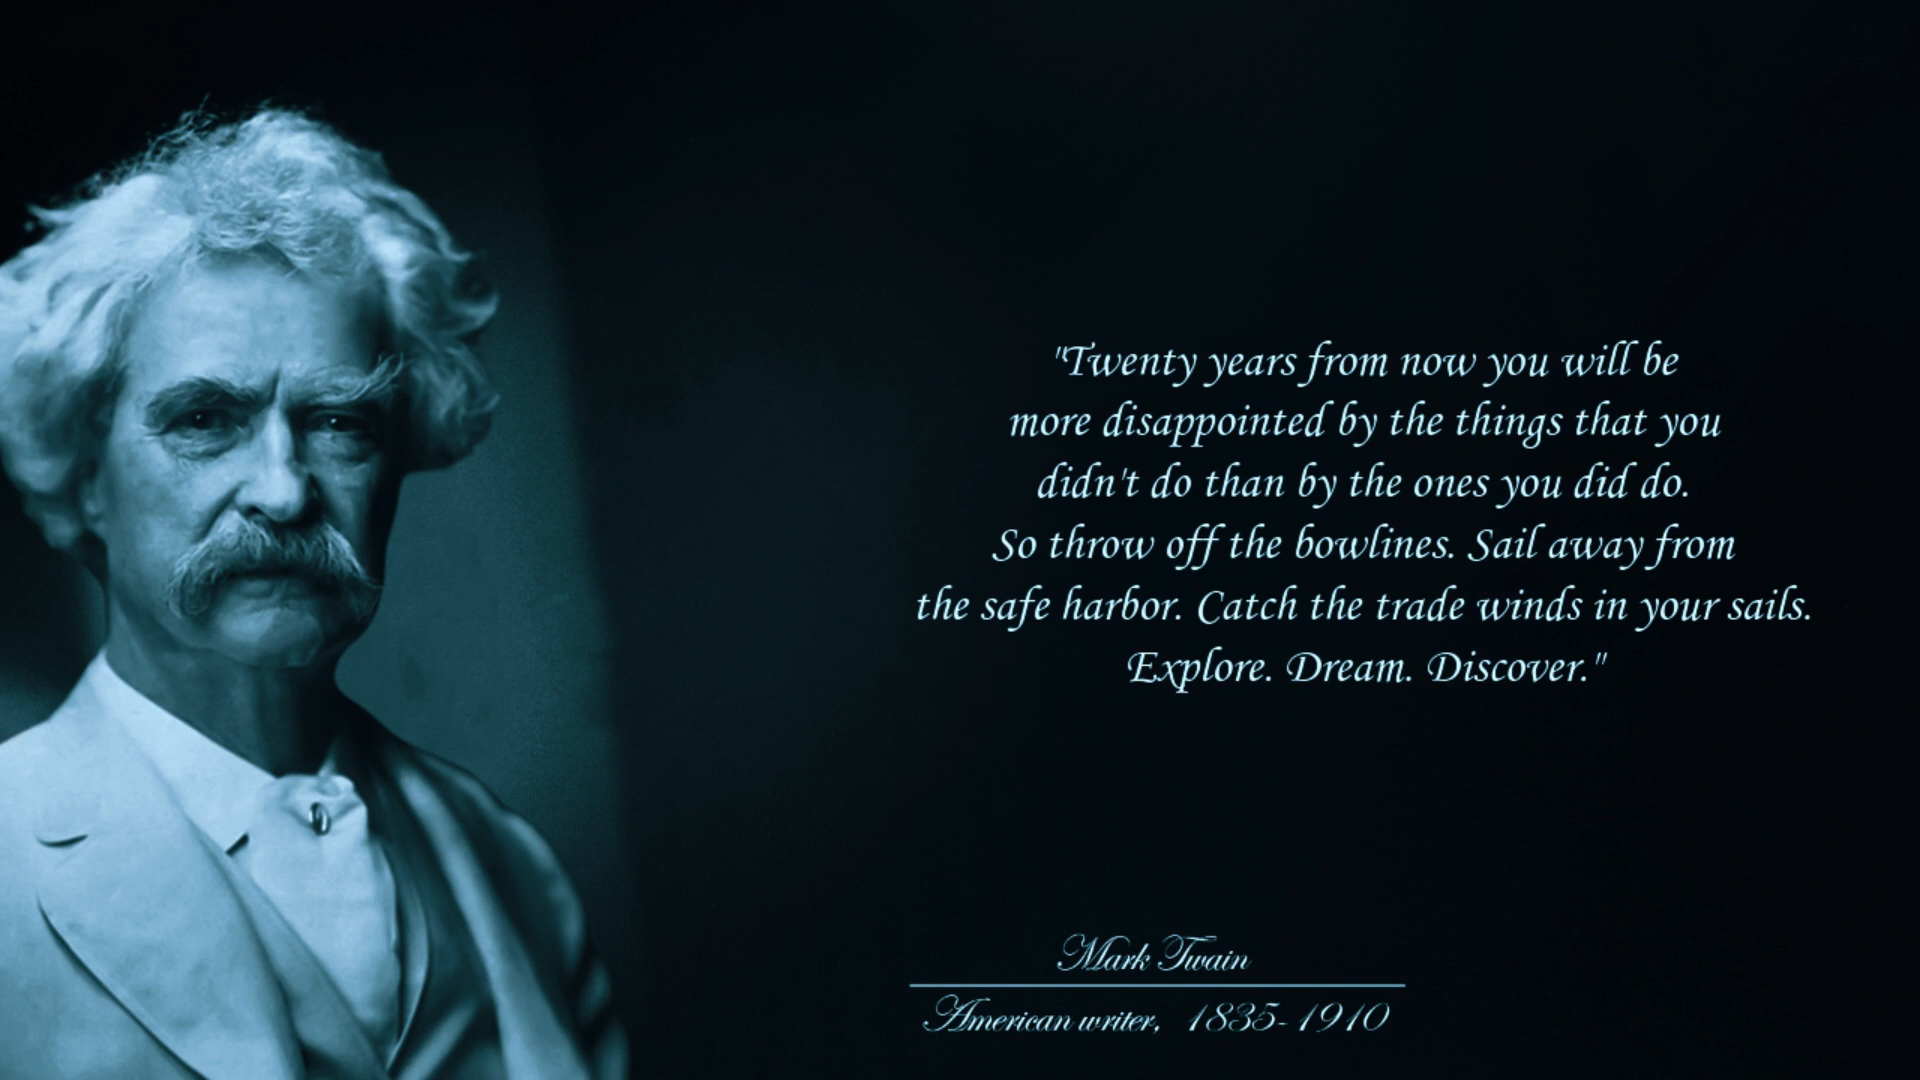 "Twenty years from now you will be
more disappointed by the things that you
didn't do than by the ones you did do.
So throw off the bowlines. Sail away from
the safe harbor. Catch the trade winds in your sails.
Explore. Dream. Discover."
Mark Twain
American writer, 1835-1910